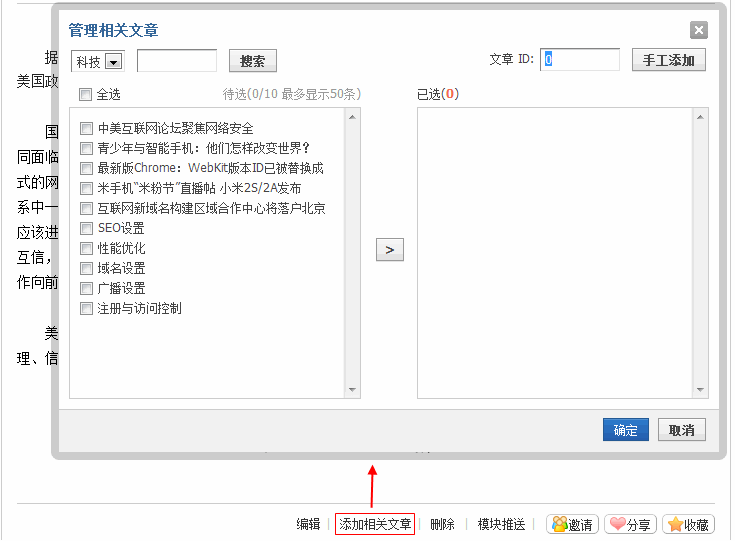 管理相关文章
科技 搜索 文章 ID: 0 手工添加
全选 待选(0/10 最多显示50条) 已选(0)
中美互联网论坛聚焦网络安全
青少年与智能手机：他们怎样改变世界？
最新版Chrome：WebKit版本ID已被替换成
米手机“米粉节”直播帖 小米2S/2A发布
互联网新域名构建区域合作中心将落户北京
SEO设置
性能优化
域名设置
广播设置
注册与访问控制
>
确定 取消
据
美国政
国
同面临
式的网
系中一
应该进
互信，
作向前
美
理、信
编辑 | 添加相关文章 | 删除 | 模块推送 | 邀请 分享 收藏